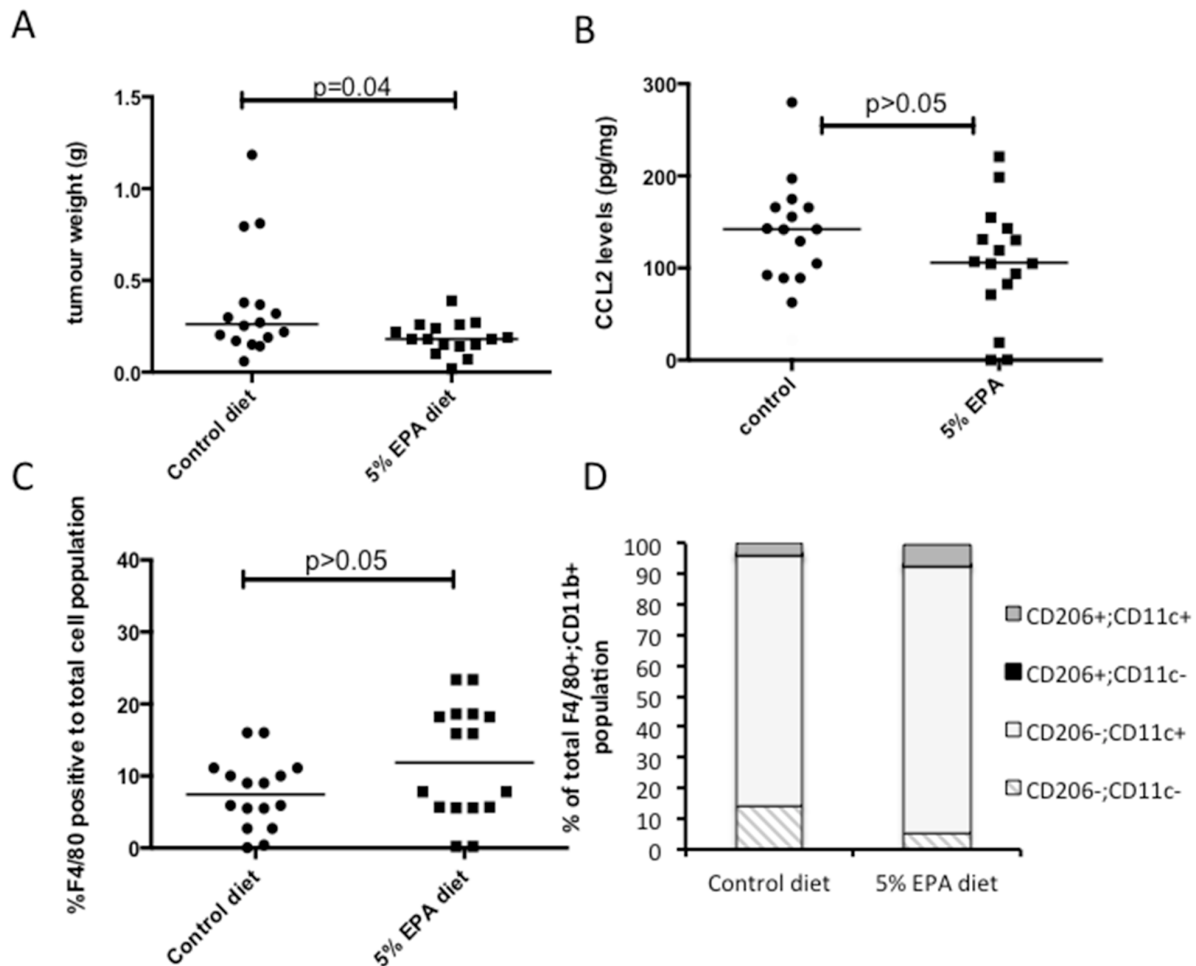 A
p=0.04
tumour weight (g)
1.5
1.0
0.5
0.0
Control diet
5% EPA diet
B
p>0.05
CCL2 levels (pg/mg)
300
200
100
0
control
5% EPA
C
p>0.05
%F4/80 positive to total cell population
40
30
20
10
0
Control diet
5% EPA diet
D
% of total F4/80+;CD11b+
population
100
90
80
70
60
50
40
30
20
10
0
Control diet
5% EPA diet
CD206+;CD11c+
CD206+;CD11c-
CD206-;CD11c+
CD206-;CD11c-